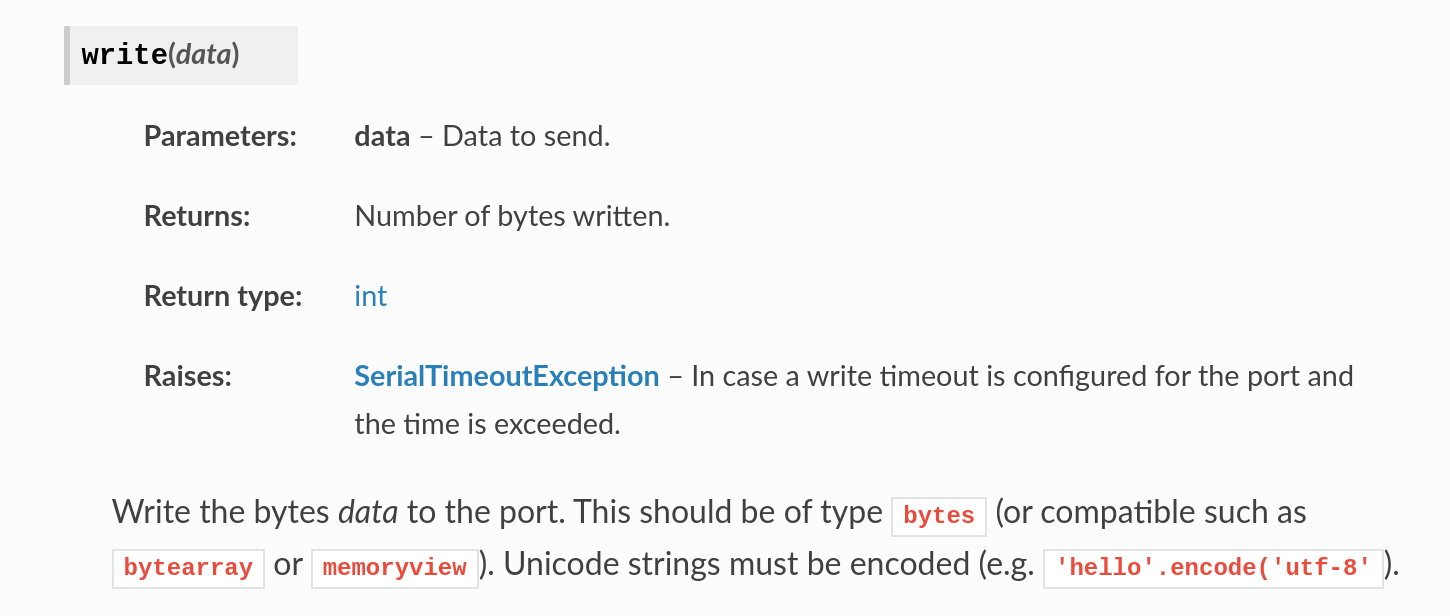 write(data)
Parameters: data – Data to send.
Returns: Number of bytes written.
Return type: int
Raises: SerialTimeoutException – In case a write timeout is configured for the port and
the time is exceeded.
Write the bytes data to the port. This should be of type bytes (or compatible such as
bytearray or memoryview). Unicode strings must be encoded (e.g. 'hello'.encode('utf-8').